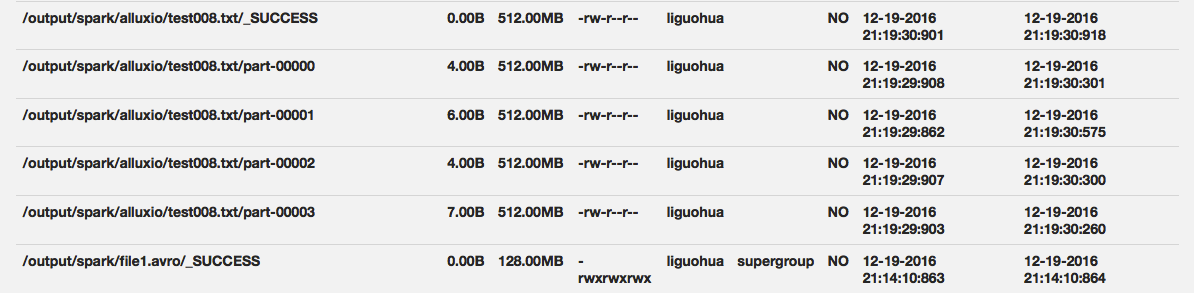 /output/spark/alluxio/test008.txt/_SUCCESS 0.00B 512.00MB -rw-r--r-- liguohua NO 12-19-2016 12-19-2016
21:19:30:901 21:19:30:918
/output/spark/alluxio/test008.txt/part-00000 4.00B 512.00MB -rw-r--r-- liguohua NO 12-19-2016 12-19-2016
21:19:29:908 21:19:30:301
/output/spark/alluxio/test008.txt/part-00001 6.00B 512.00MB -rw-r--r-- liguohua NO 12-19-2016 12-19-2016
21:19:29:862 21:19:30:575
/output/spark/alluxio/test008.txt/part-00002 4.00B 512.00MB -rw-r--r-- liguohua NO 12-19-2016 12-19-2016
21:19:29:907 21:19:30:300
/output/spark/alluxio/test008.txt/part-00003 7.00B 512.00MB -rw-r--r-- liguohua NO 12-19-2016 12-19-2016
21:19:29:903 21:19:30:260
/output/spark/file1.avro/_SUCCESS 0.00B 128.00MB - liguohua supergroup NO 12-19-2016 12-19-2016
rwxrwxrwx 21:14:10:863 21:14:10:864